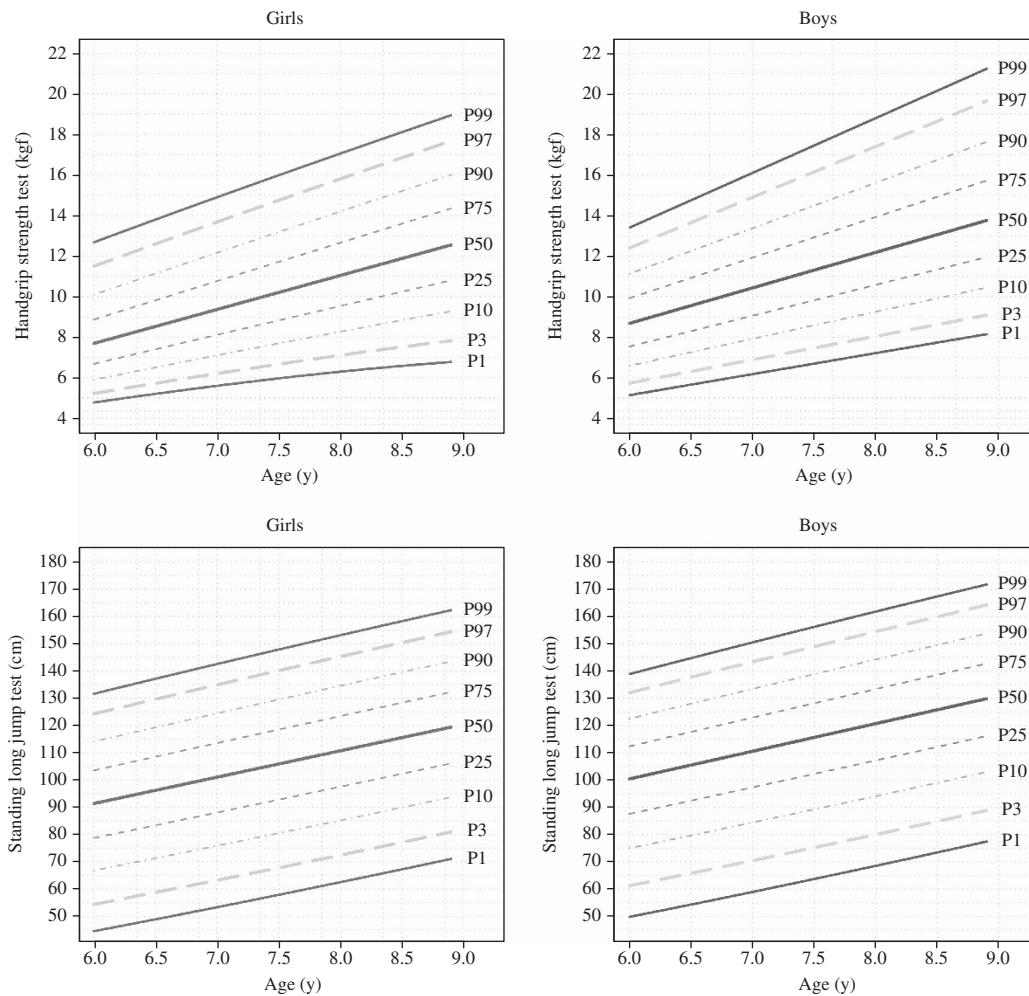 Girls
Handgrip strength test (kgf)
22
20
18
16
14
12
10
8
6
4
P99
P97
P90
P75
P50
P25
P10
P3
P1
6.0 6.5 7.0 7.5 8.0 8.5 9.0
Age (y)
Boys
Handgrip strength test (kgf)
22
20
18
16
14
12
10
8
6
4
P99
P97
P90
P75
P50
P25
P10
P3
P1
6.0 6.5 7.0 7.5 8.0 8.5 9.0
Age (y)
Girls
Standing long jump test (cm)
180
170
160
150
140
130
120
110
100
90
80
70
60
50
P99
P97
P90
P75
P50
P25
P10
P3
P1
6.0 6.5 7.0 7.5 8.0 8.5 9.0
Age (y)
Boys
Standing long jump test (cm)
180
170
160
150
140
130
120
110
100
90
80
70
60
50
P99
P97
P90
P75
P50
P25
P10
P3
P1
6.0 6.5 7.0 7.5 8.0 8.5 9.0
Age (y)